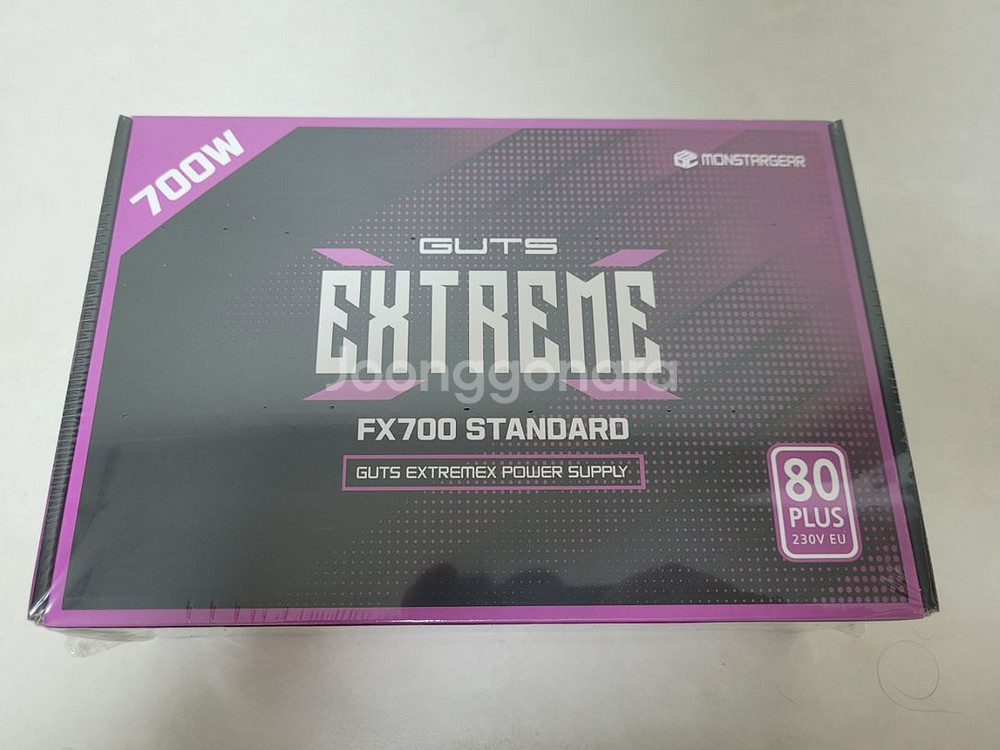 700W
MONSTARGEAR
GUTS
EXTREME
Joonggonara
FX700 STANDARD
GUTS EXTREMEX POWER SUPPLY
80
PLUS
230V EU